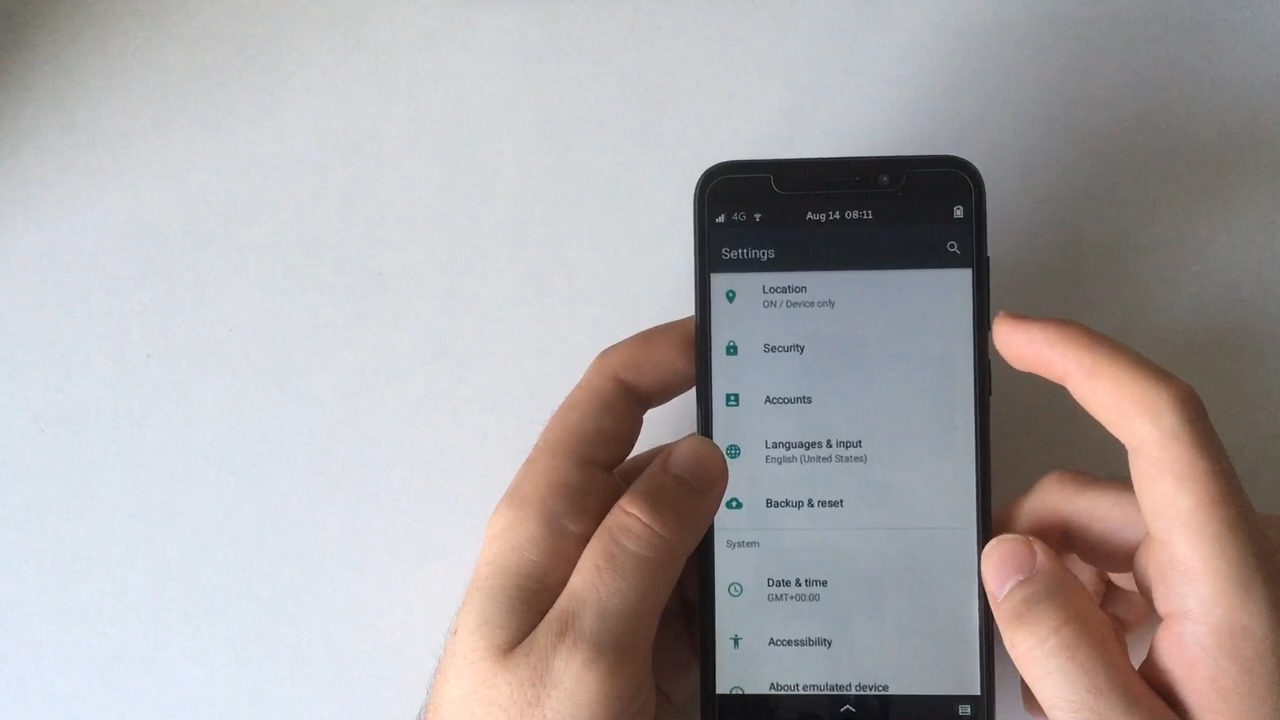 4G Aug 14 08:11
Settings
Location
ON / Device only
Security
Accounts
Languages & input
English (United States)
Backup & reset
System
Date & time
GMT+00:00
Accessibility
About emulated device